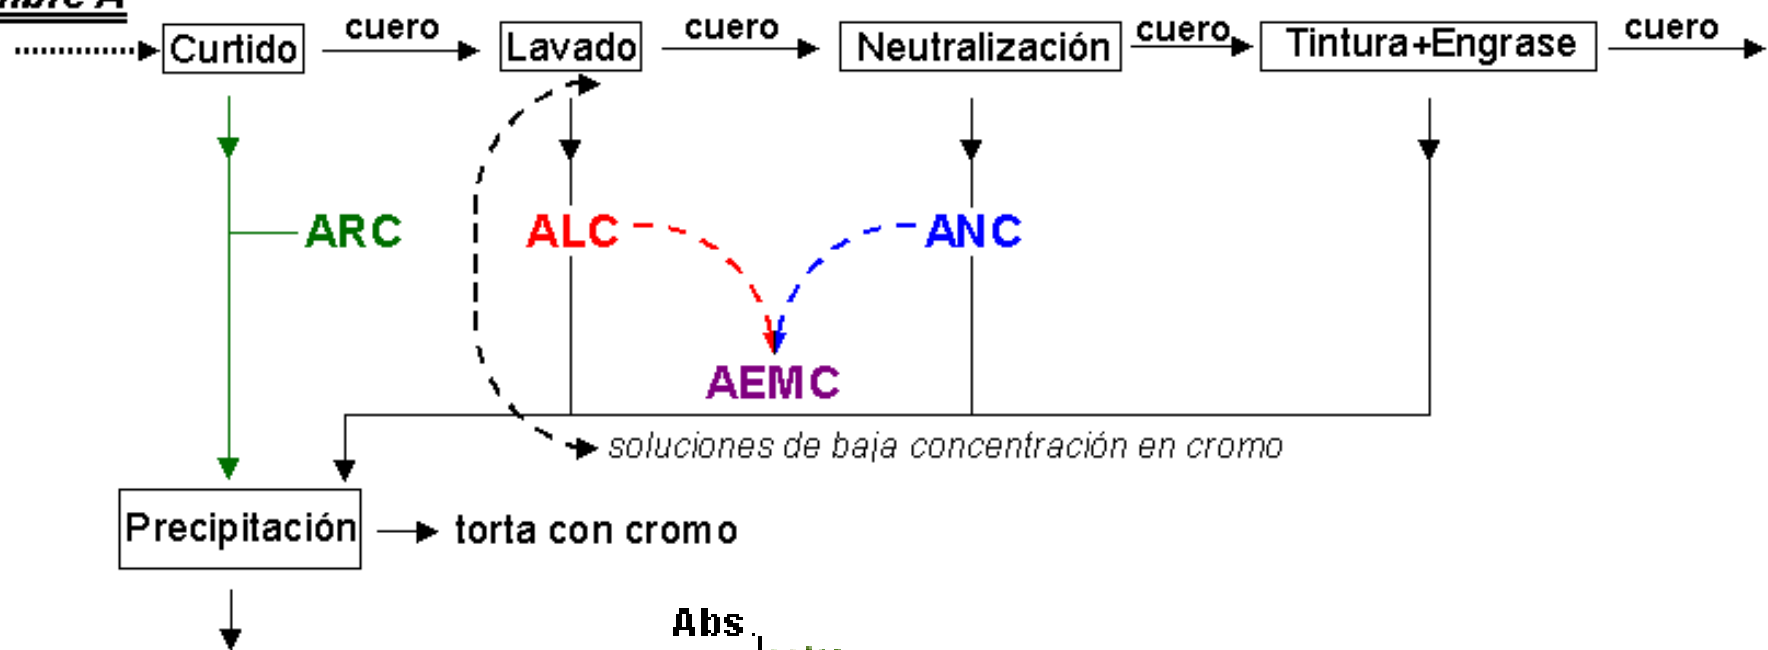 A
cuero cuero cuero cuero
Curtido Lavado Neutralización Tintura+Engrase
ARC ALC ANC
AEMC
soluciones de baja concentración en cromo
Precipitación torta con cromo
Abs